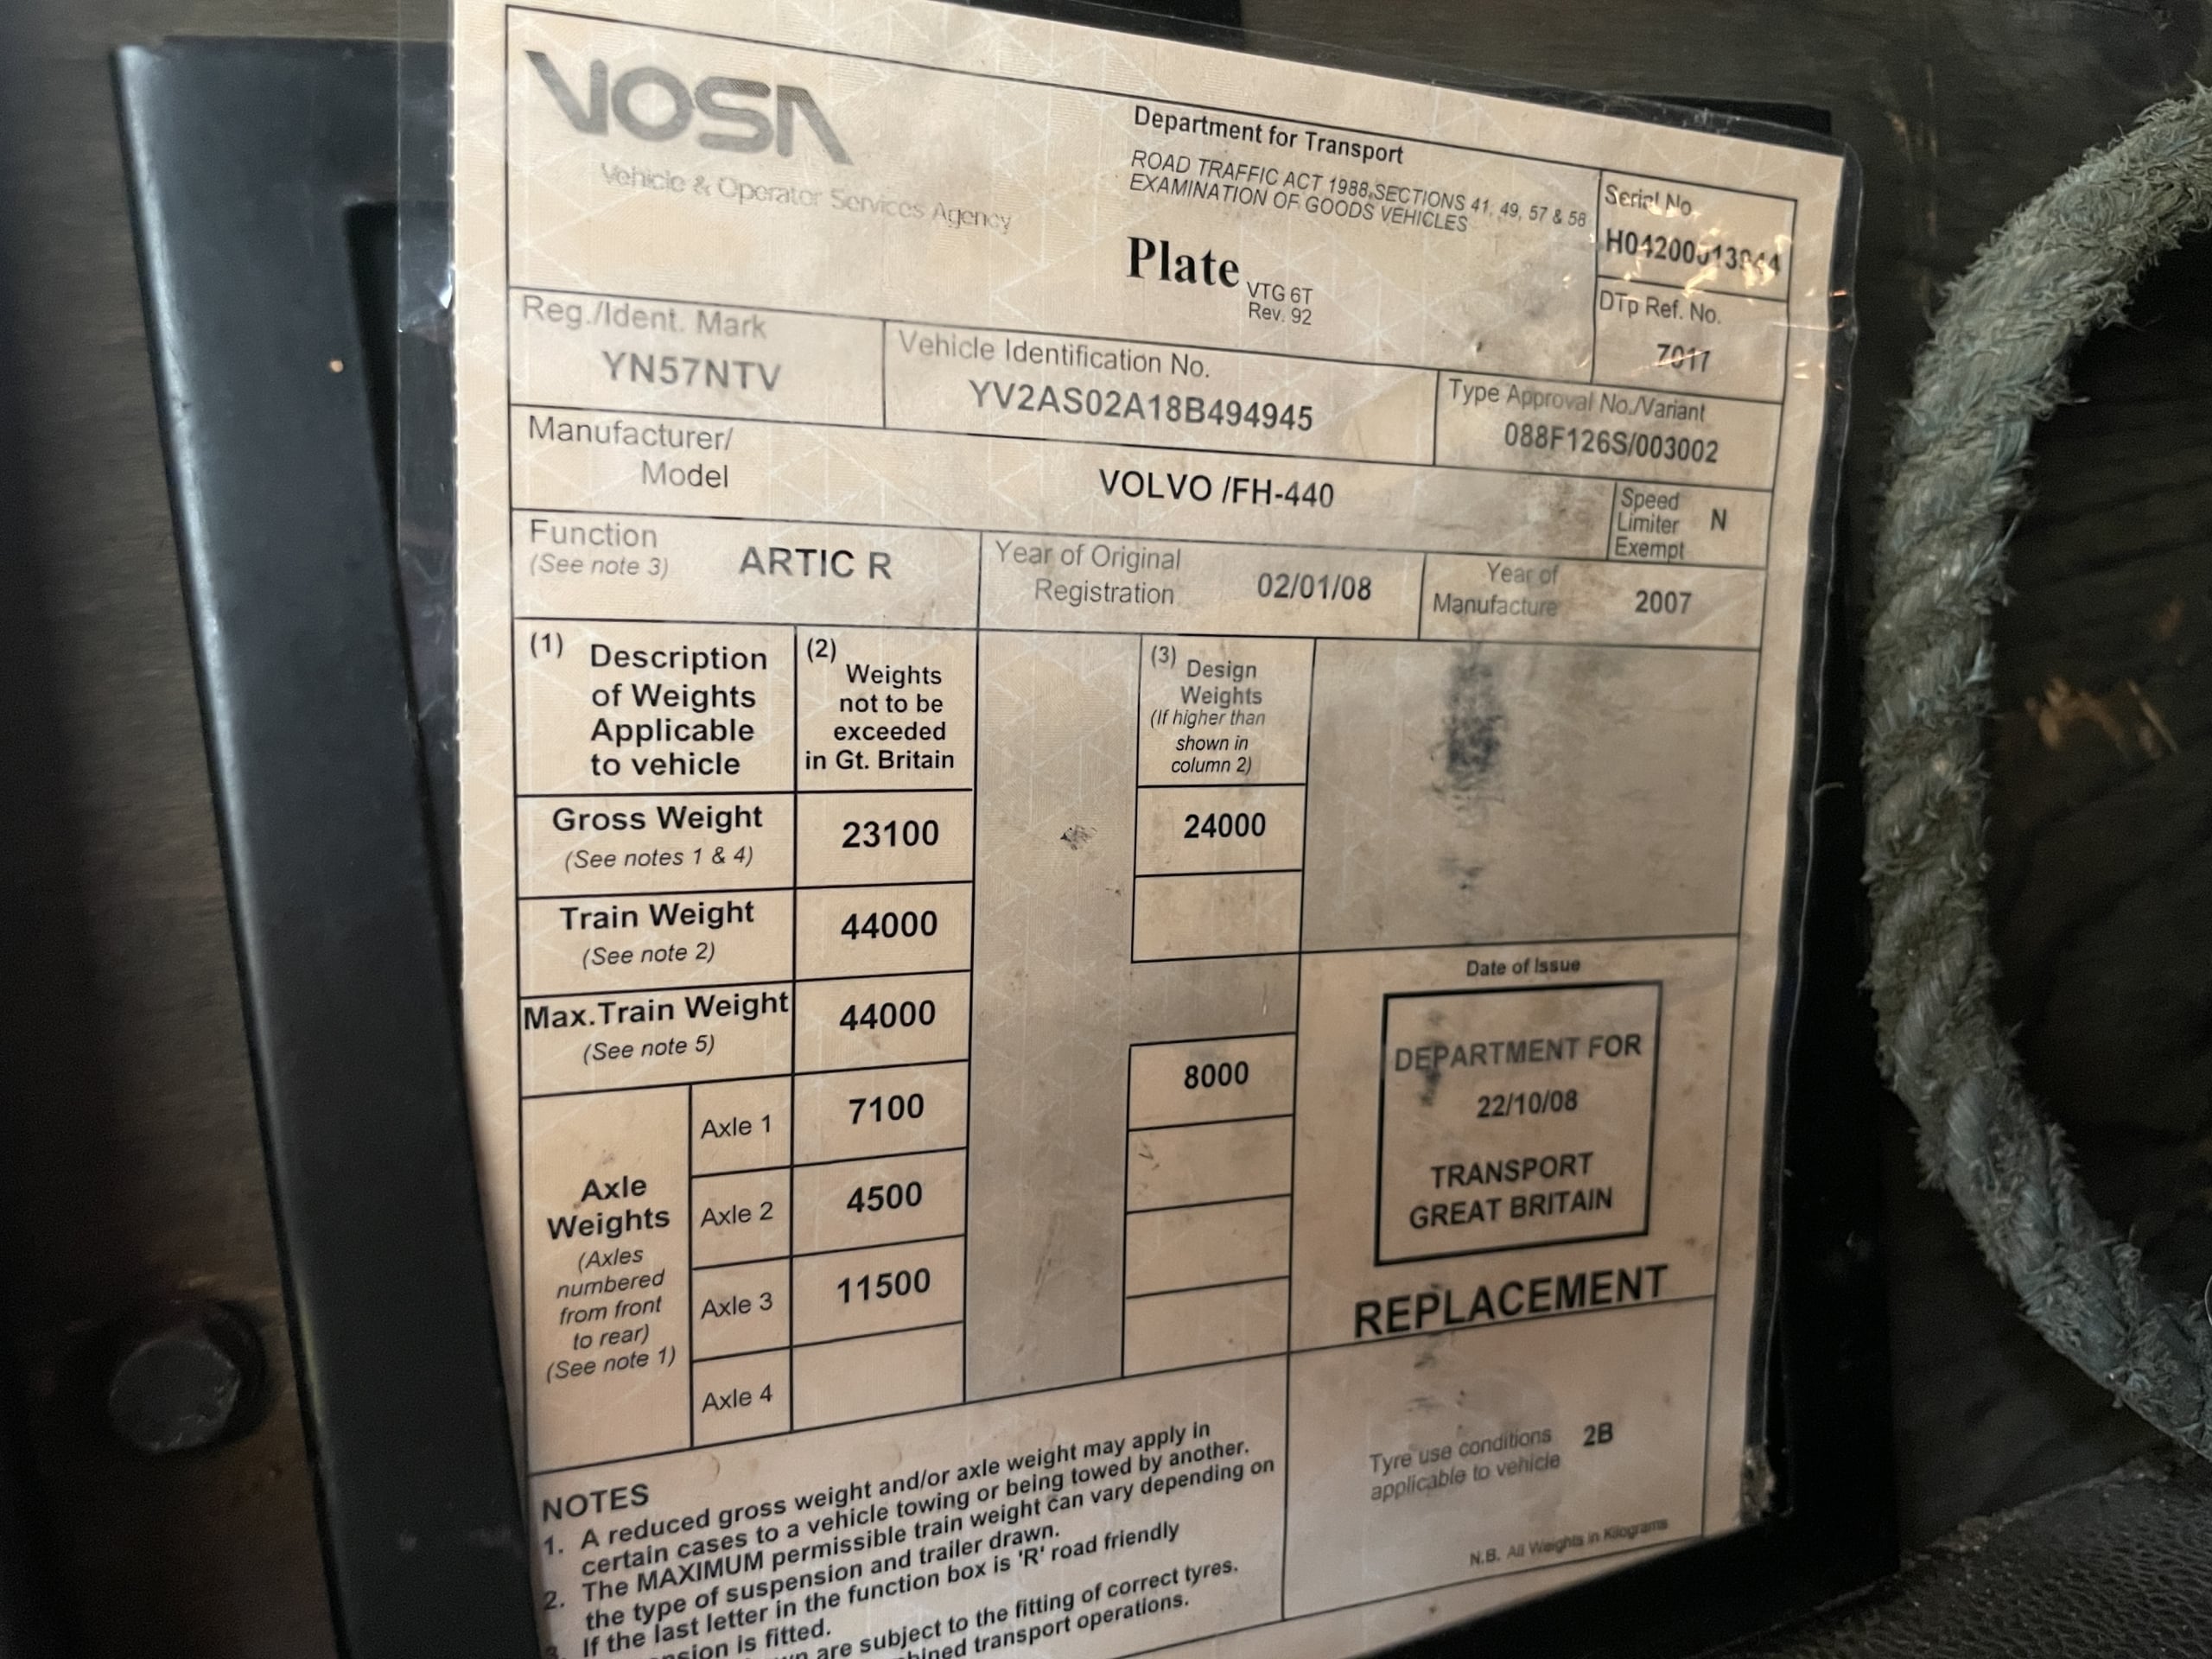 VOSA
Vehicle & Operator Services Agency
Department for Transport
ROAD TRAFFIC ACT 1988,SECTIONS 41, 49, 57 & 58
EXAMINATION OF GOODS VEHICLES
Plate VTG 6T
Rev. 92
Serial No.
DTp Ref. No.
7017
Reg./Ident. Mark
YN57NTV
Vehicle Identification No.
YV2AS02A18B494945
Type Approval No./Variant
088F126S/003002
Manufacturer/
Model
VOLVO /FH-440
Speed
Limiter
Exempt
N
Function
(See note 3)
ARTIC R
Year of Original
Registration
02/01/08
Year of
Manufacture
2007
(1) Description
of Weights
Applicable
to vehicle
(2) Weights
not to be
exceeded
in Gt. Britain
(3) Design
Weights
(If higher than
shown in
column 2)
Gross Weight
(See notes 1 & 4)
23100
24000
Train Weight
(See note 2)
44000
Max.Train Weight
(See note 5)
44000
Axle
Weights
(Axles
numbered
from front
to rear)
(See note 1)
Axle 1
7100
8000
Axle 2
4500
Axle 3
11500
Axle 4
Date of Issue
DEPARTMENT FOR
22/10/08
TRANSPORT
GREAT BRITAIN
REPLACEMENT
Tyre use conditions
applicable to vehicle
2B
N.B. All Weights in Kilograms
NOTES
1. A reduced gross weight and/or axle weight may apply in
certain cases to a vehicle towing or being towed by another.
2. The MAXIMUM permissible train weight can vary depending on
the type of suspension and trailer drawn.
3. If the last letter in the function box is 'R' road friendly
is fitted.
are subject to the fitting of correct tyres.
transport operations.